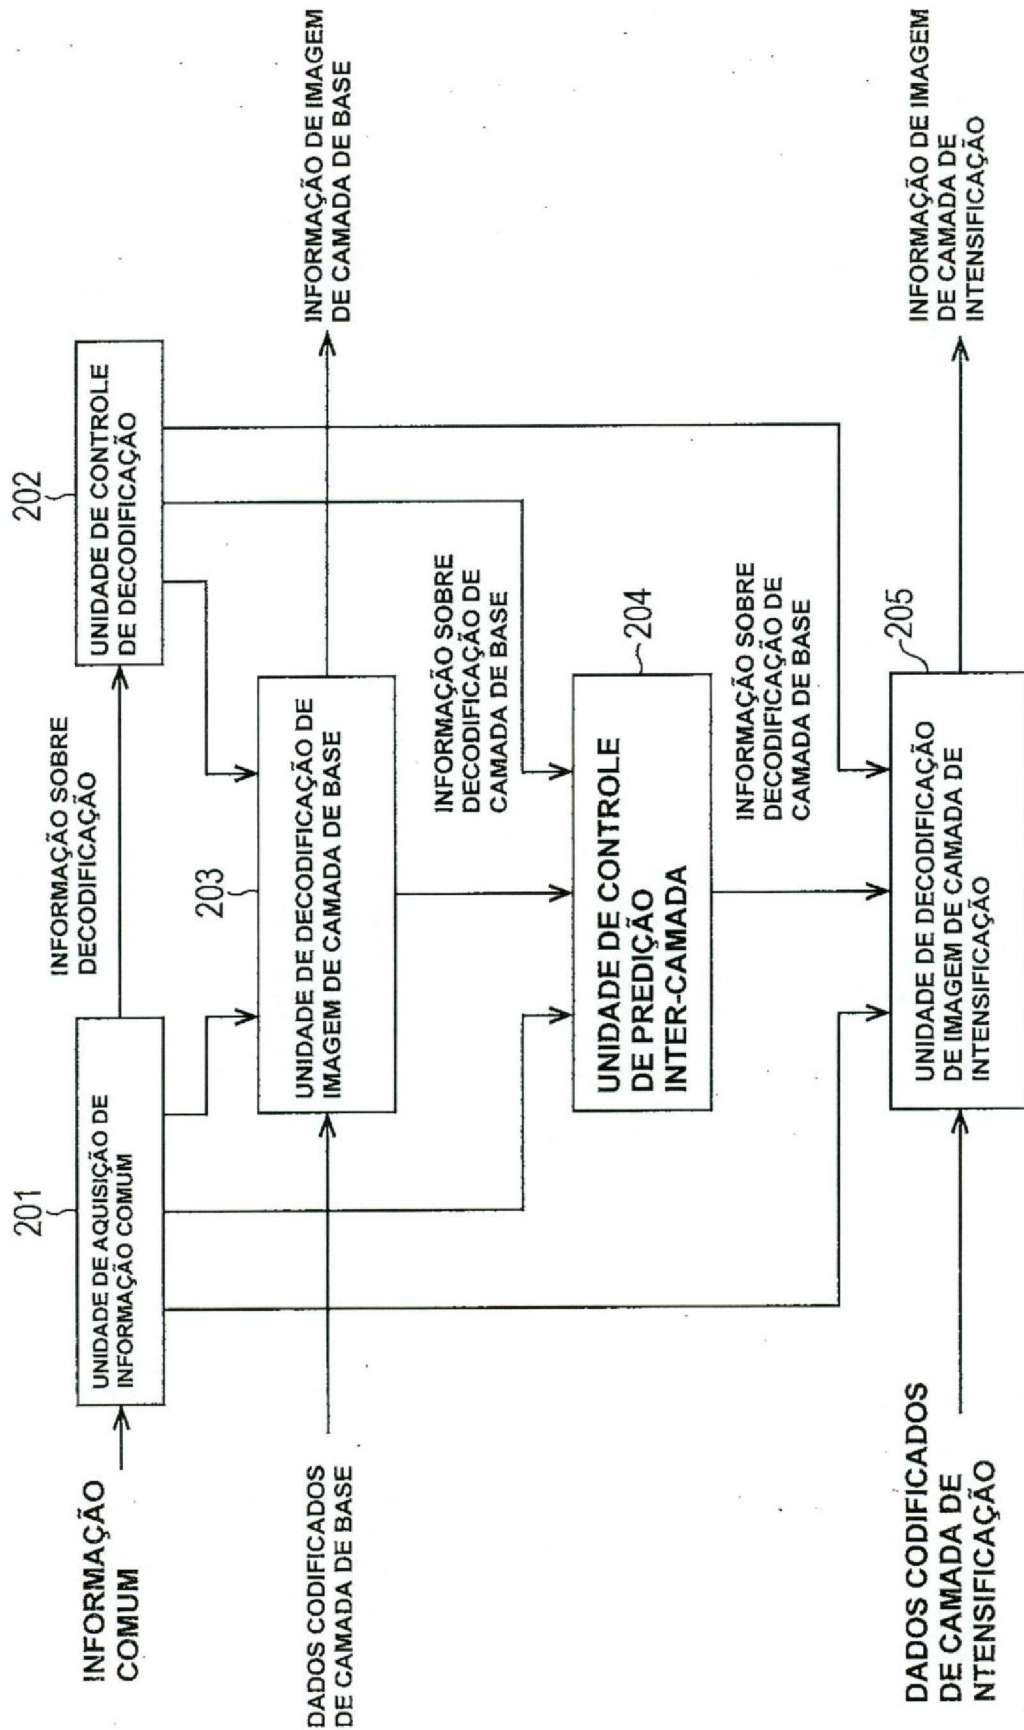 INFORMAÇÃO
COMUM
201
UNIDADE DE AQUISIÇÃO DE
INFORMAÇÃO COMUM
INFORMAÇÃO SOBRE
DECODIFICAÇÃO
202
UNIDADE DE CONTROLE
DE DECODIFICAÇÃO
DADOS CODIFICADOS
DE CAMADA DE BASE
203
UNIDADE DE DECODIFICAÇÃO DE
IMAGEM DE CAMADA DE BASE
INFORMAÇÃO DE IMAGEM
DE CAMADA DE BASE
INFORMAÇÃO SOBRE
DECODIFICAÇÃO DE
CAMADA DE BASE
UNIDADE DE CONTROLE
DE PREDIÇÃO
INTER-CAMADA
204
INFORMAÇÃO SOBRE
DECODIFICAÇÃO DE
CAMADA DE BASE
DADOS CODIFICADOS
DE CAMADA DE
NTENSIFICAÇÃO
UNIDADE DE DECODIFICAÇÃO
DE IMAGEM DE CAMADA DE
INTENSIFICAÇÃO
205
INFORMAÇÃO DE IMAGEM
DE CAMADA DE
INTENSIFICAÇÃO